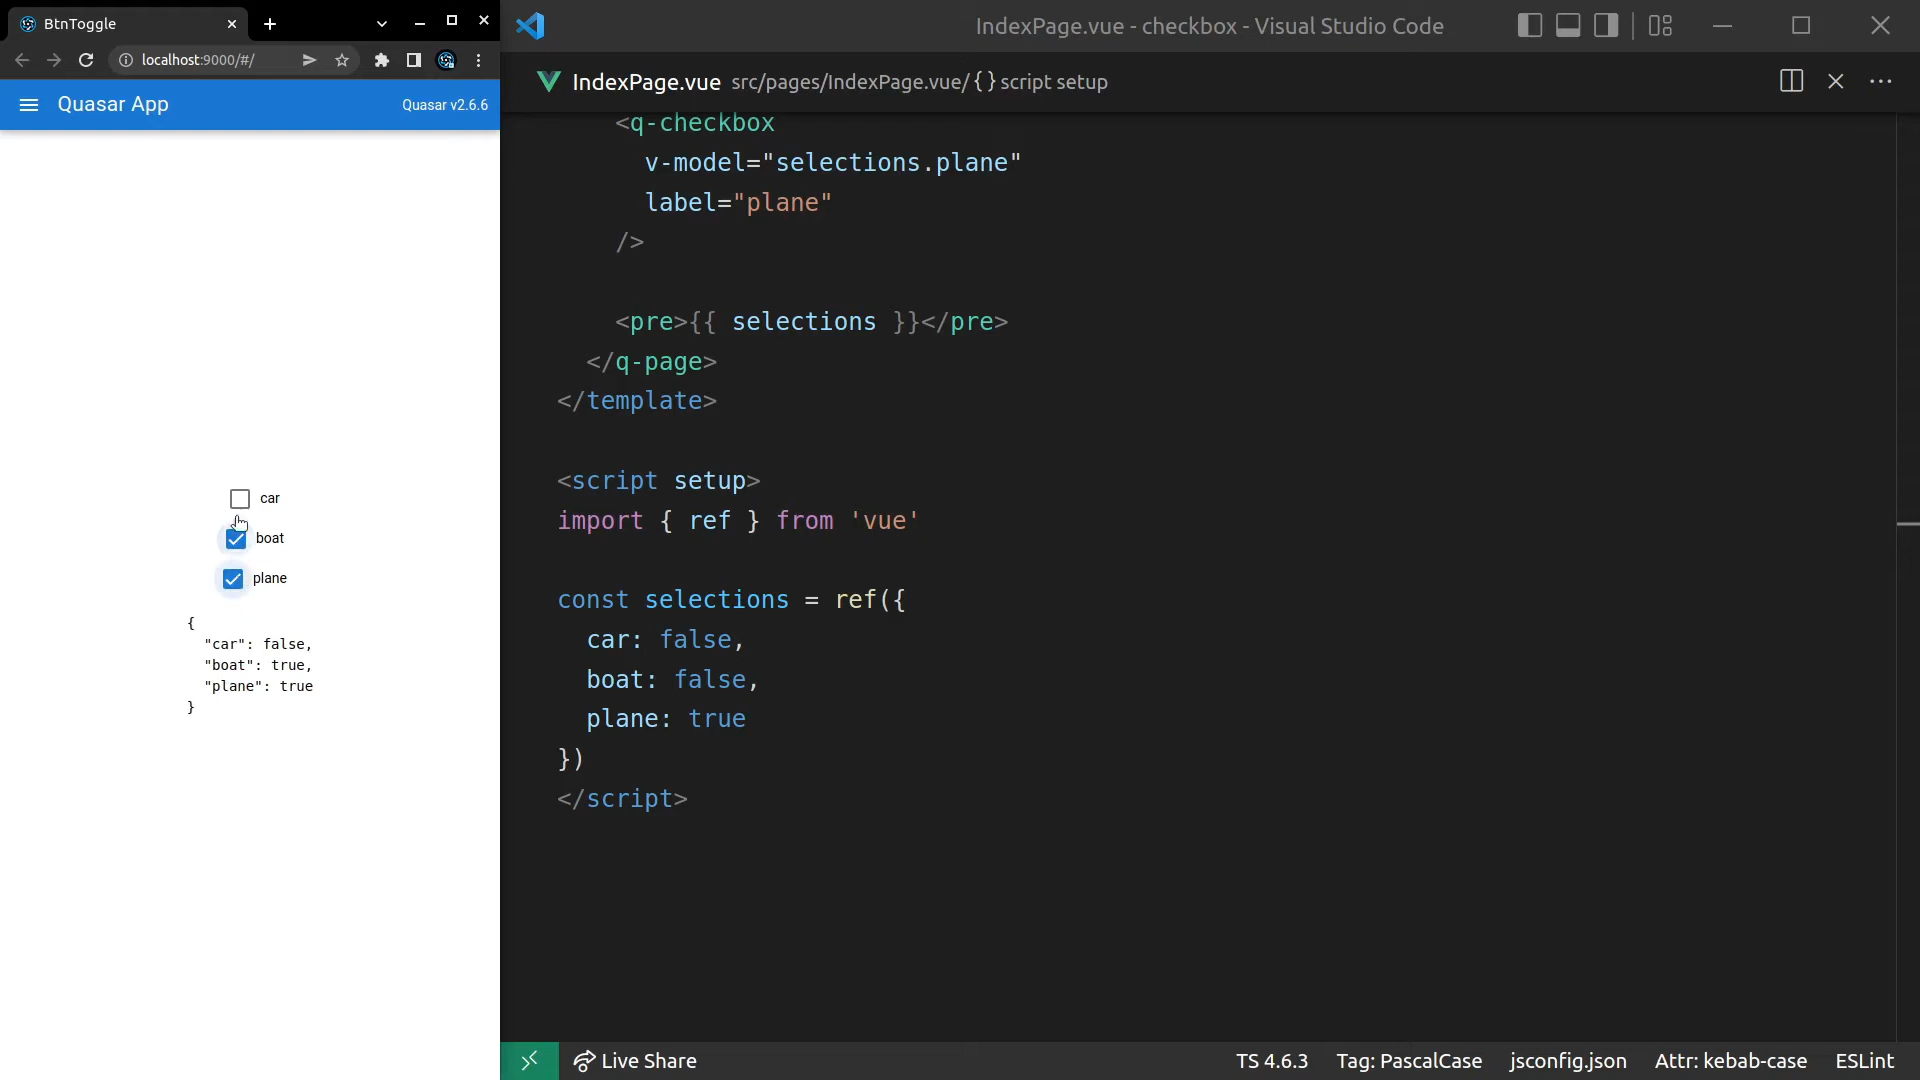 BtnToggle
localhost:9000/#/
Quasar App
Quasar v2.6.6
car
boat
plane
{
  "car": false,
  "boat": true,
  "plane": true
}
IndexPage.vue - checkbox - Visual Studio Code
IndexPage.vue src/pages/IndexPage.vue/{} script setup
<q-checkbox
v-model="selections.plane"
label="plane"
/>
<pre>{{ selections }}</pre>
</q-page>
</template>
<script setup>
import { ref } from 'vue'
const selections = ref({
  car: false,
  boat: false,
  plane: true
})
</script>
Live Share
TS 4.6.3
Tag: PascalCase
jsconfig.json
Attr: kebab-case
ESLint